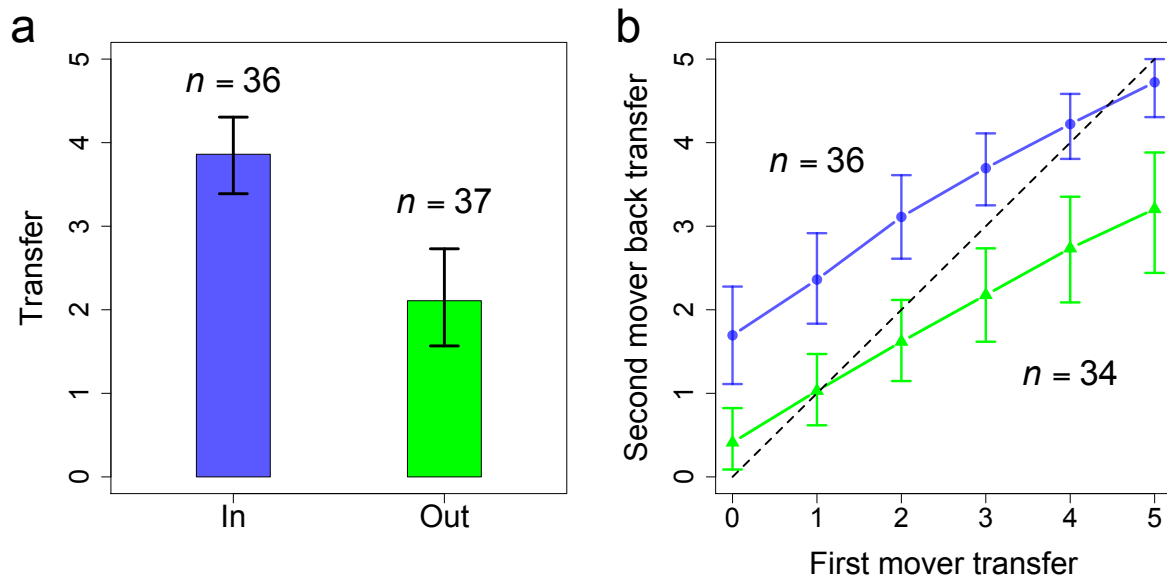 a
Transfer
0
1
2
3
4
5
n = 36
n = 37
In
Out
b
Second mover back transfer
0
1
2
3
4
5
n = 36
n = 34
0 1 2 3 4 5
First mover transfer